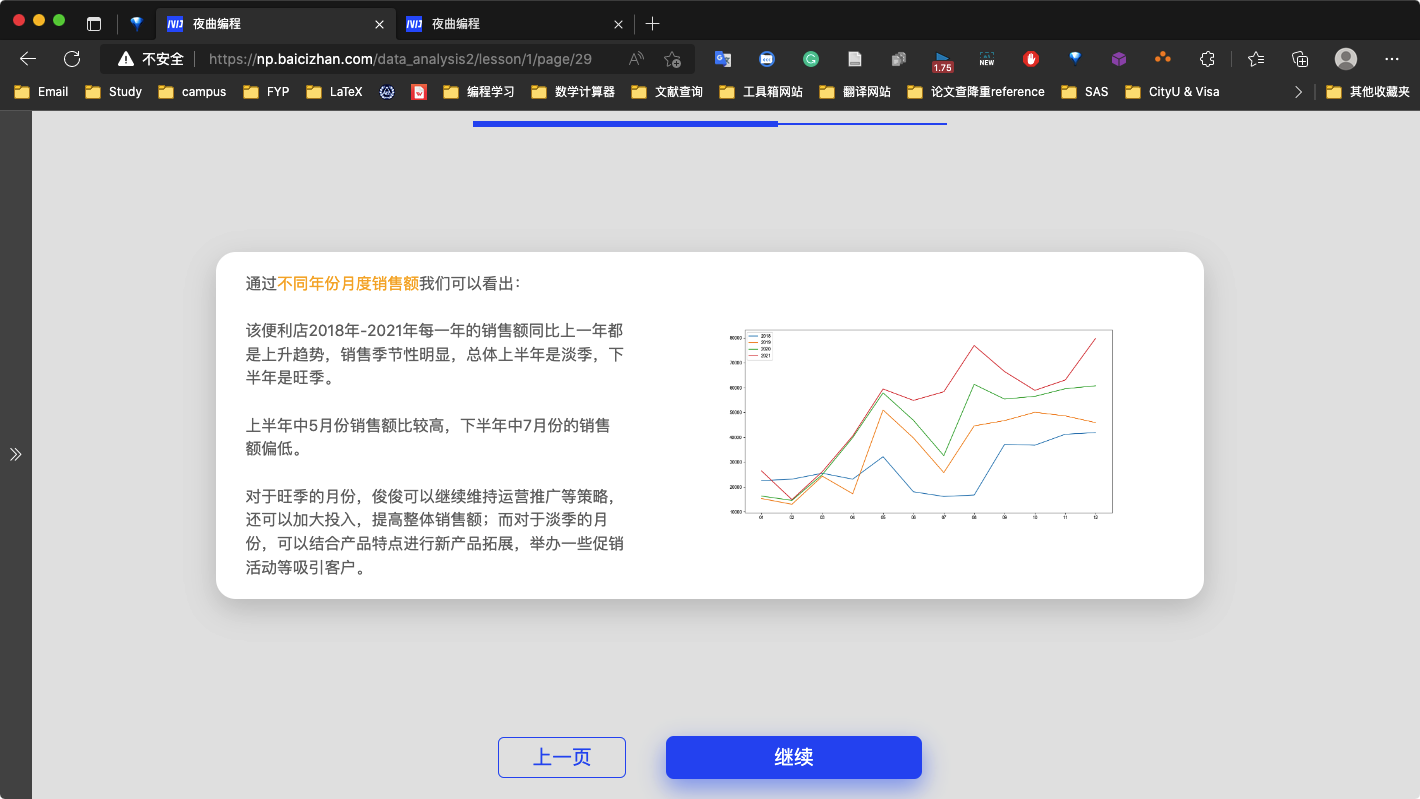 夜曲编程
夜曲编程
不安全
https://np.baicizhan.com/data_analysis2/lesson/1/page/29
1.75
NEW
Email
Study
campus
FYP
LaTeX
编程学习
数学计算器
文献查询
工具箱网站
翻译网站
论文查降重reference
SAS
CityU & Visa
其他收藏夹
通过不同年份月度销售额我们可以看出：
该便利店2018年-2021年每一年的销售额同比上一年都
是上升趋势，销售季节性明显，总体上半年是淡季，下
半年是旺季。
上半年中5月份销售额比较高，下半年中7月份的销售
额偏低。
对于旺季的月份，俊俊可以继续维持运营推广等策略，
还可以加大投入，提高整体销售额；而对于淡季的月
份，可以结合产品特点进行新产品拓展，举办一些促销
活动等吸引客户。
2018
2019
2020
2021
80000
70000
60000
50000
40000
30000
20000
10000
01 02 03 04 05 06 07 08 09 10 11 12
上一页
继续